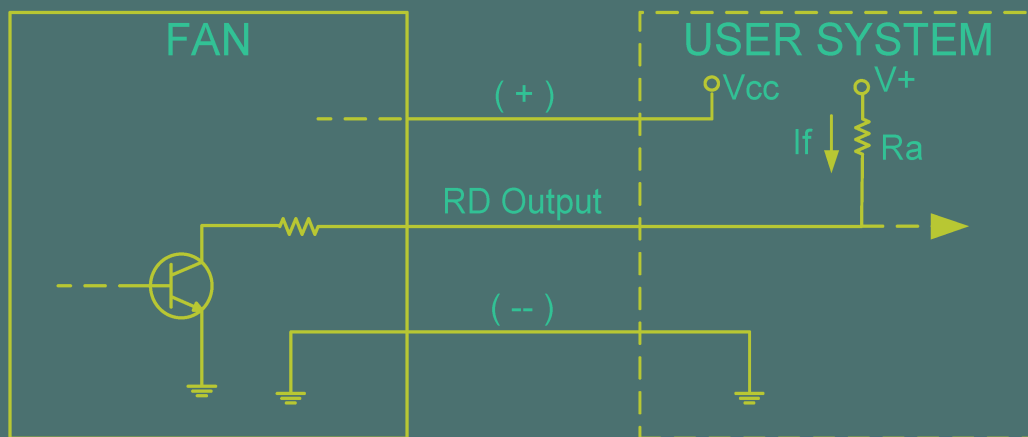 FAN
USER SYSTEM
( + )
Vcc
V+
If
Ra
RD Output
( -- )